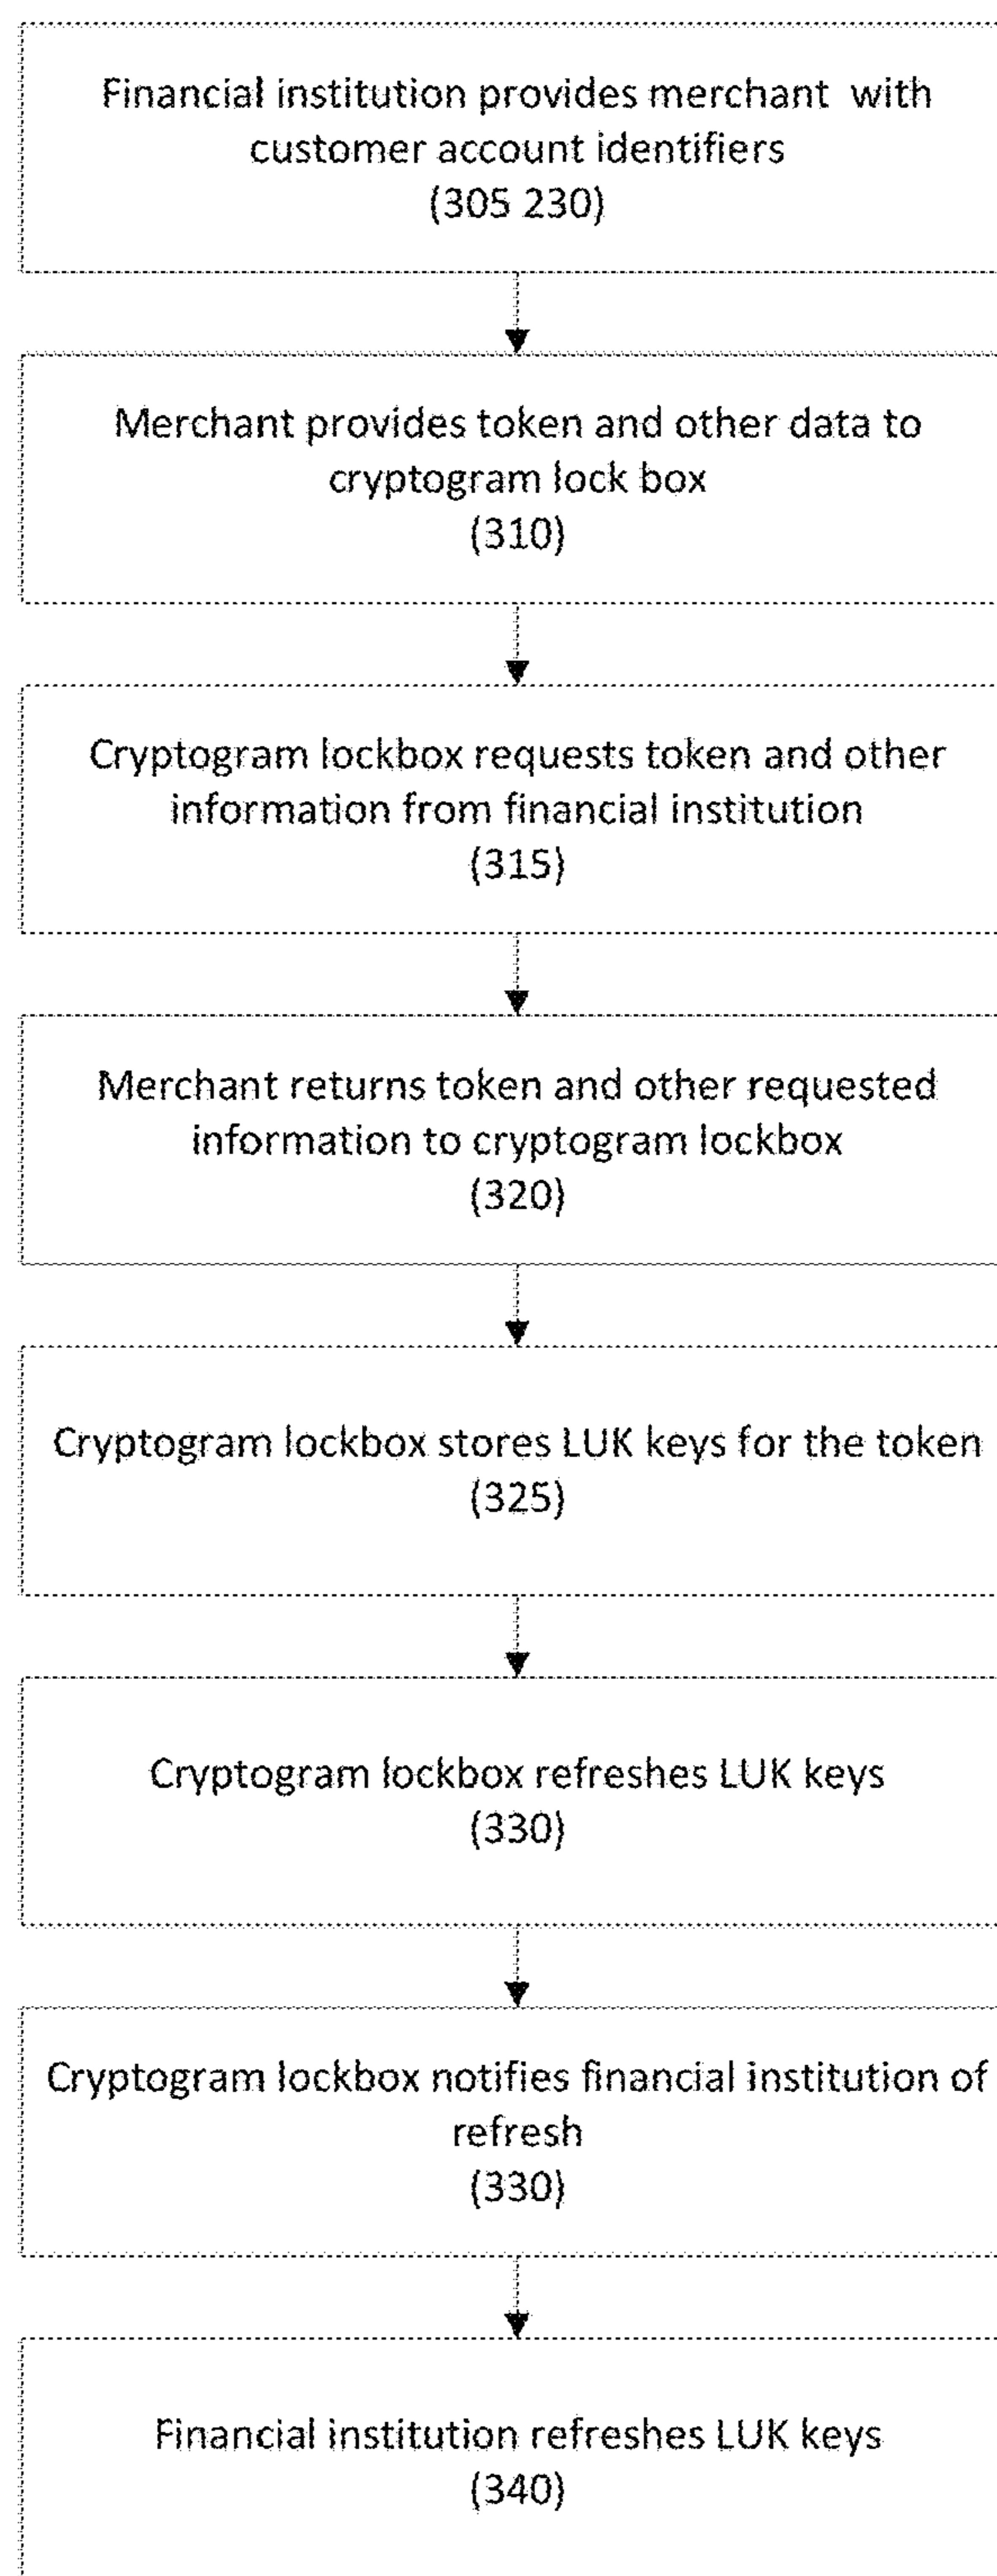 Financial institution provides merchant with
customer account identifiers
(305 230)
Merchant provides token and other data to
cryptogram lock box
(310)
Cryptogram lockbox requests token and other
information from financial institution
(315)
Merchant returns token and other requested
information to cryptogram lockbox
(320)
Cryptogram lockbox stores LUK keys for the token
(325)
Cryptogram lockbox refreshes LUK keys
(330)
Cryptogram lockbox notifies financial institution of
refresh
(330)
Financial institution refreshes LUK keys
(340)